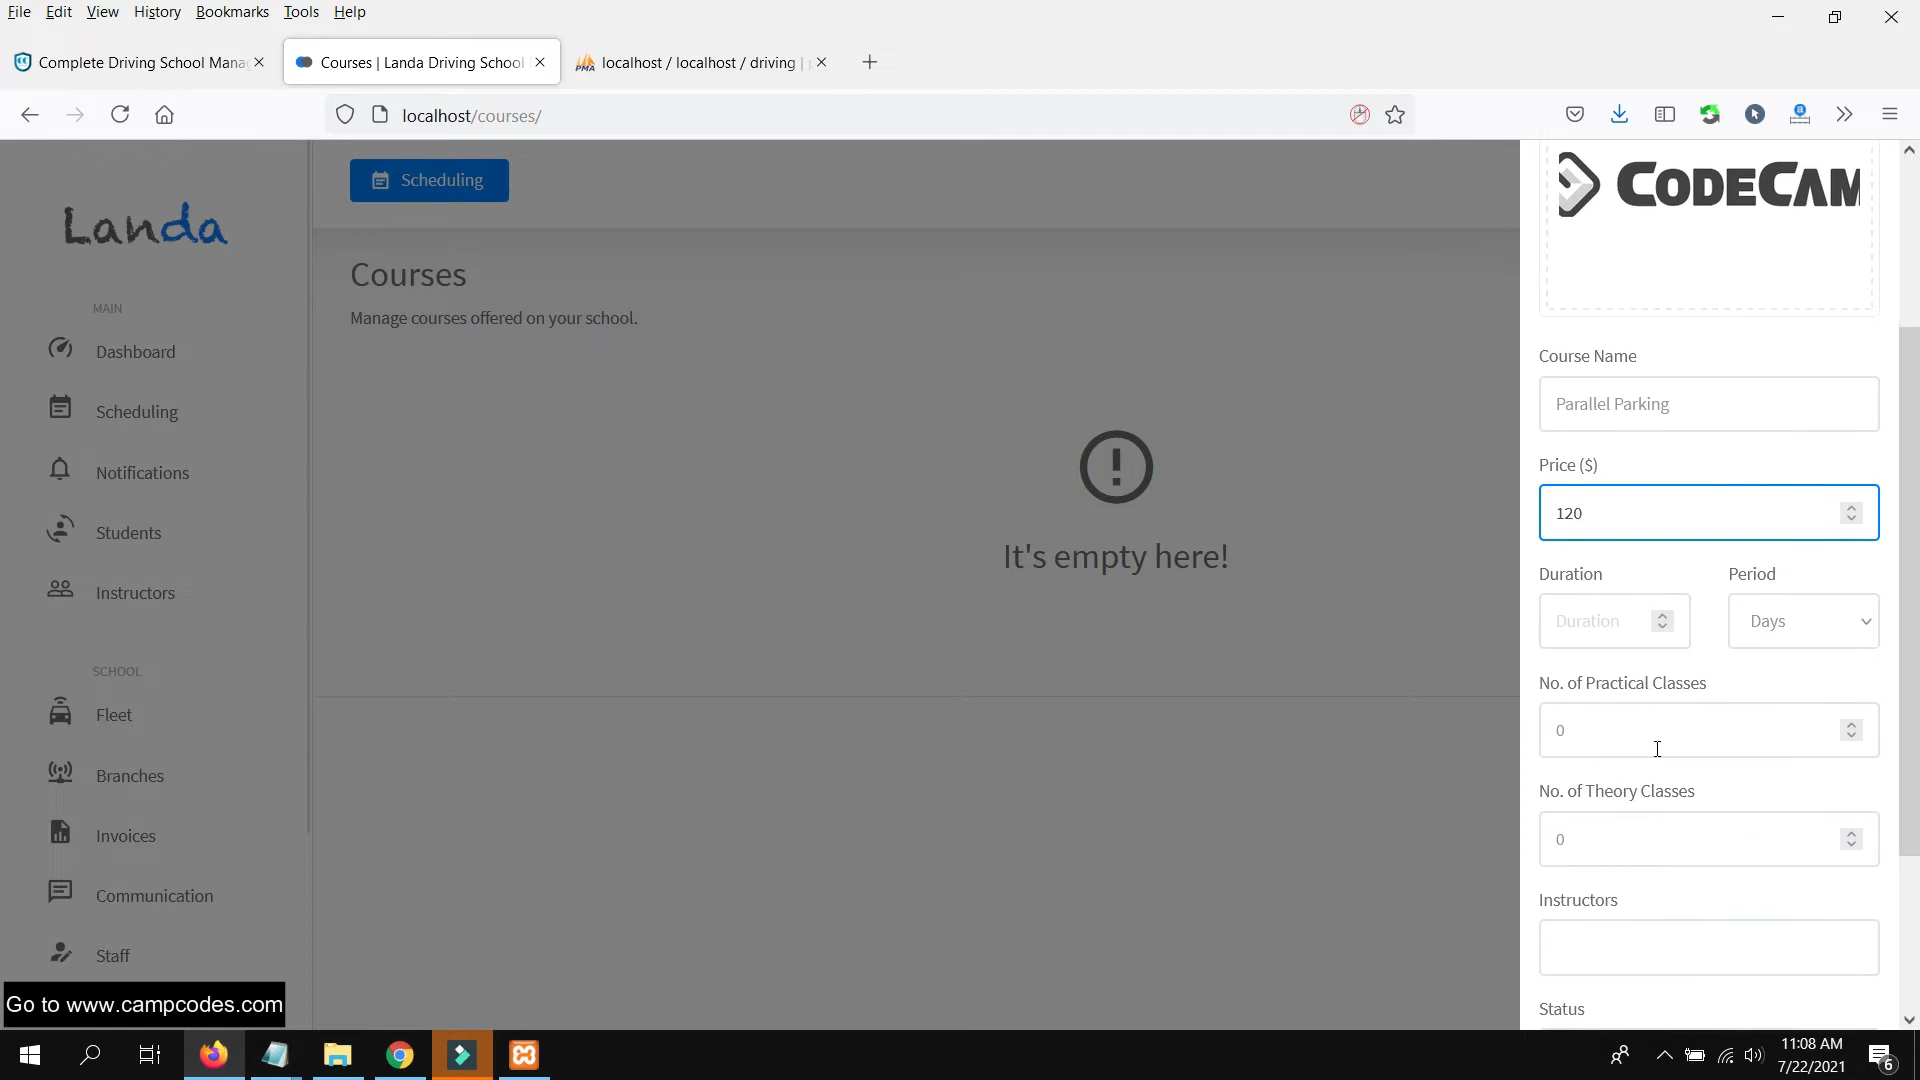 File Edit View History Bookmarks Tools Help
Complete Driving School Mana
Courses | Landa Driving School
localhost / localhost / driving |
localhost/courses/
Landa
MAIN
Dashboard
Scheduling
Notifications
Students
Instructors
SCHOOL
Fleet
Branches
Invoices
Communication
Staff
Scheduling
Courses
Manage courses offered on your school.
It's empty here!
CODECAM
Course Name
Parallel Parking
Price ($)
120
Duration Period
Duration Days
No. of Practical Classes
0
No. of Theory Classes
0
Instructors
Status
Go to www.campcodes.com
11:08 AM
7/22/2021
6